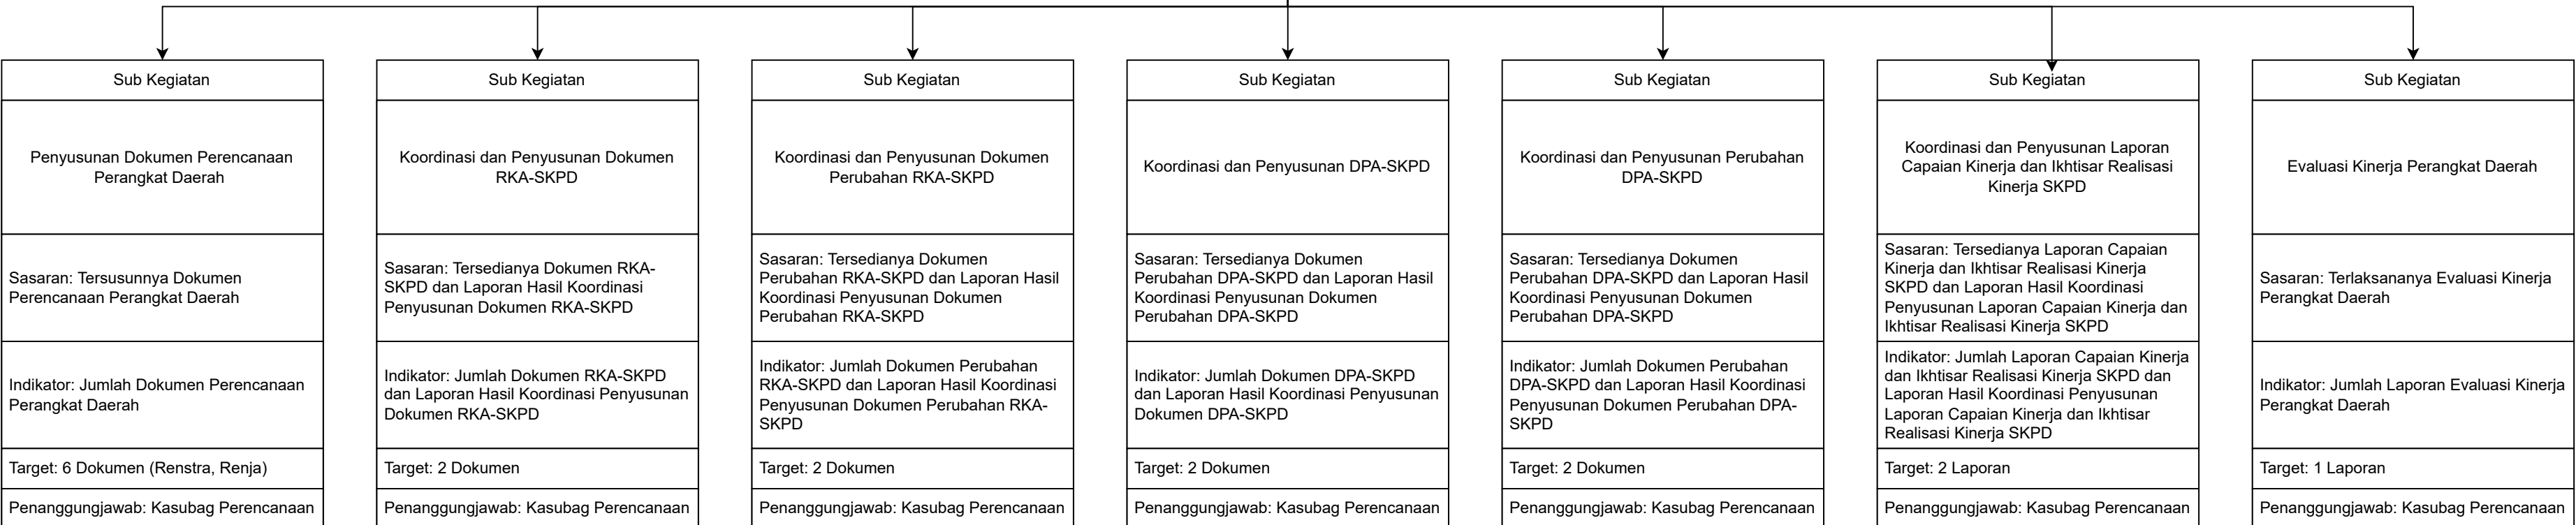 Sub Kegiatan
Penyusunan Dokumen Perencanaan
Perangkat Daerah
Sasaran: Tersusunnya Dokumen
Perencanaan Perangkat Daerah
Indikator: Jumlah Dokumen Perencanaan
Perangkat Daerah
Target: 6 Dokumen (Renstra, Renja)
Penanggungjawab: Kasubag Perencanaan
Sub Kegiatan
Koordinasi dan Penyusunan Dokumen
RKA-SKPD
Sasaran: Tersedianya Dokumen RKA-
SKPD dan Laporan Hasil Koordinasi
Penyusunan Dokumen RKA-SKPD
Indikator: Jumlah Dokumen RKA-SKPD
dan Laporan Hasil Koordinasi Penyusunan
Dokumen RKA-SKPD
Target: 2 Dokumen
Penanggungjawab: Kasubag Perencanaan
Sub Kegiatan
Koordinasi dan Penyusunan Dokumen
Perubahan RKA-SKPD
Sasaran: Tersedianya Dokumen
Perubahan RKA-SKPD dan Laporan Hasil
Koordinasi Penyusunan Dokumen
Perubahan RKA-SKPD
Indikator: Jumlah Dokumen Perubahan
RKA-SKPD dan Laporan Hasil Koordinasi
Penyusunan Dokumen Perubahan RKA-
SKPD
Target: 2 Dokumen
Penanggungjawab: Kasubag Perencanaan
Sub Kegiatan
Koordinasi dan Penyusunan DPA-SKPD
Sasaran: Tersedianya Dokumen
Perubahan DPA-SKPD dan Laporan Hasil
Koordinasi Penyusunan Dokumen
Perubahan DPA-SKPD
Indikator: Jumlah Dokumen DPA-SKPD
dan Laporan Hasil Koordinasi Penyusunan
Dokumen DPA-SKPD
Target: 2 Dokumen
Penanggungjawab: Kasubag Perencanaan
Sub Kegiatan
Koordinasi dan Penyusunan Perubahan
DPA-SKPD
Sasaran: Tersedianya Dokumen
Perubahan DPA-SKPD dan Laporan Hasil
Koordinasi Penyusunan Dokumen
Perubahan DPA-SKPD
Indikator: Jumlah Dokumen Perubahan
DPA-SKPD dan Laporan Hasil Koordinasi
Penyusunan Dokumen Perubahan DPA-
SKPD
Target: 2 Dokumen
Penanggungjawab: Kasubag Perencanaan
Sub Kegiatan
Koordinasi dan Penyusunan Laporan
Capaian Kinerja dan Ikhtisar Realisasi
Kinerja SKPD
Sasaran: Tersedianya Laporan Capaian
Kinerja dan Ikhtisar Realisasi Kinerja
SKPD dan Laporan Hasil Koordinasi
Penyusunan Laporan Capaian Kinerja dan
Ikhtisar Realisasi Kinerja SKPD
Indikator: Jumlah Laporan Capaian Kinerja
dan Ikhtisar Realisasi Kinerja SKPD dan
Laporan Hasil Koordinasi Penyusunan
Laporan Capaian Kinerja dan Ikhtisar
Realisasi Kinerja SKPD
Target: 2 Laporan
Penanggungjawab: Kasubag Perencanaan
Sub Kegiatan
Evaluasi Kinerja Perangkat Daerah
Sasaran: Terlaksananya Evaluasi Kinerja
Perangkat Daerah
Indikator: Jumlah Laporan Evaluasi Kinerja
Perangkat Daerah
Target: 1 Laporan
Penanggungjawab: Kasubag Perencanaan